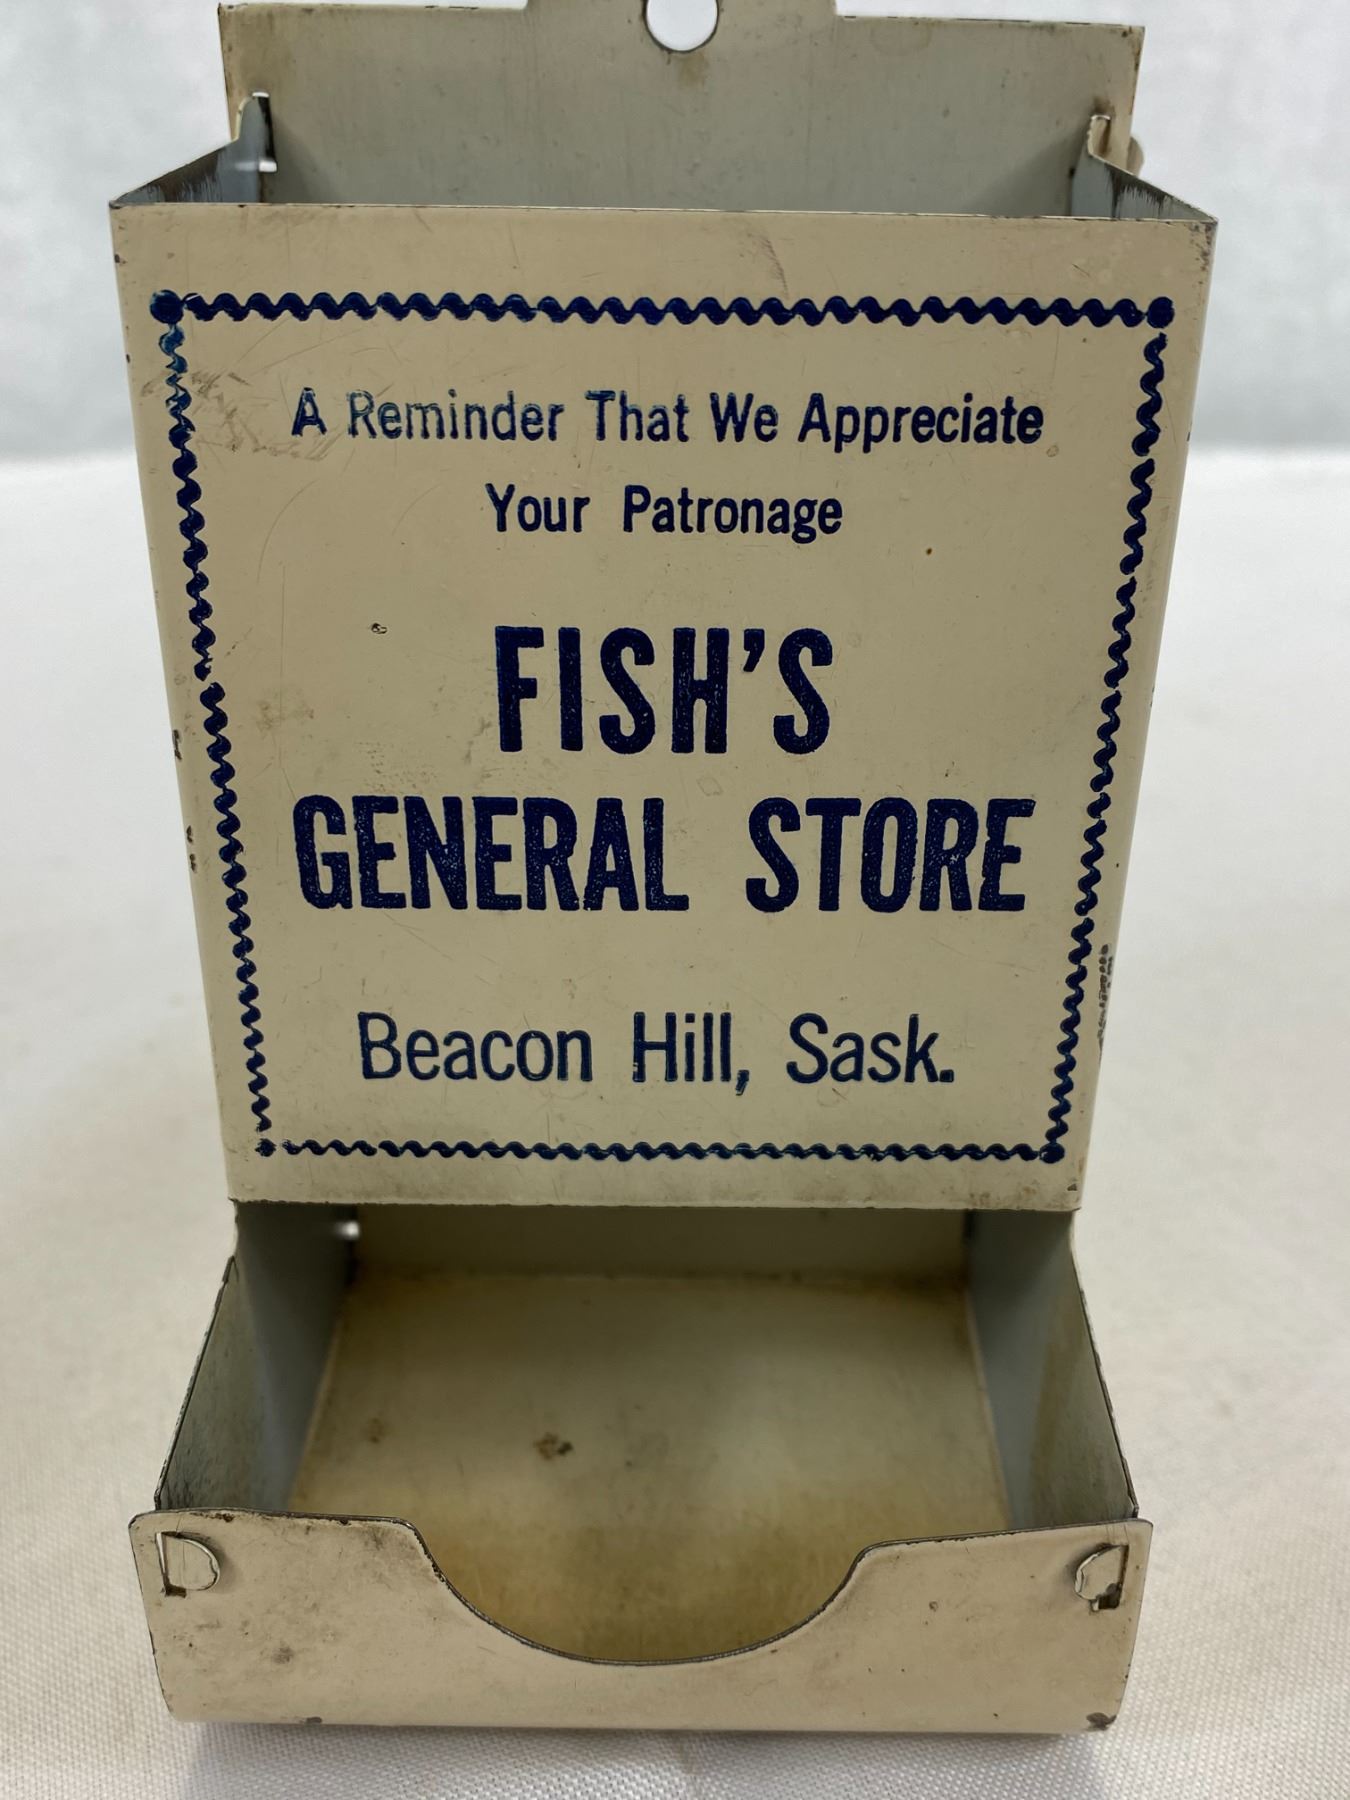 A Reminder That We Appreciate
Your Patronage
FISH'S
GENERAL STORE
Beacon Hill, Sask.